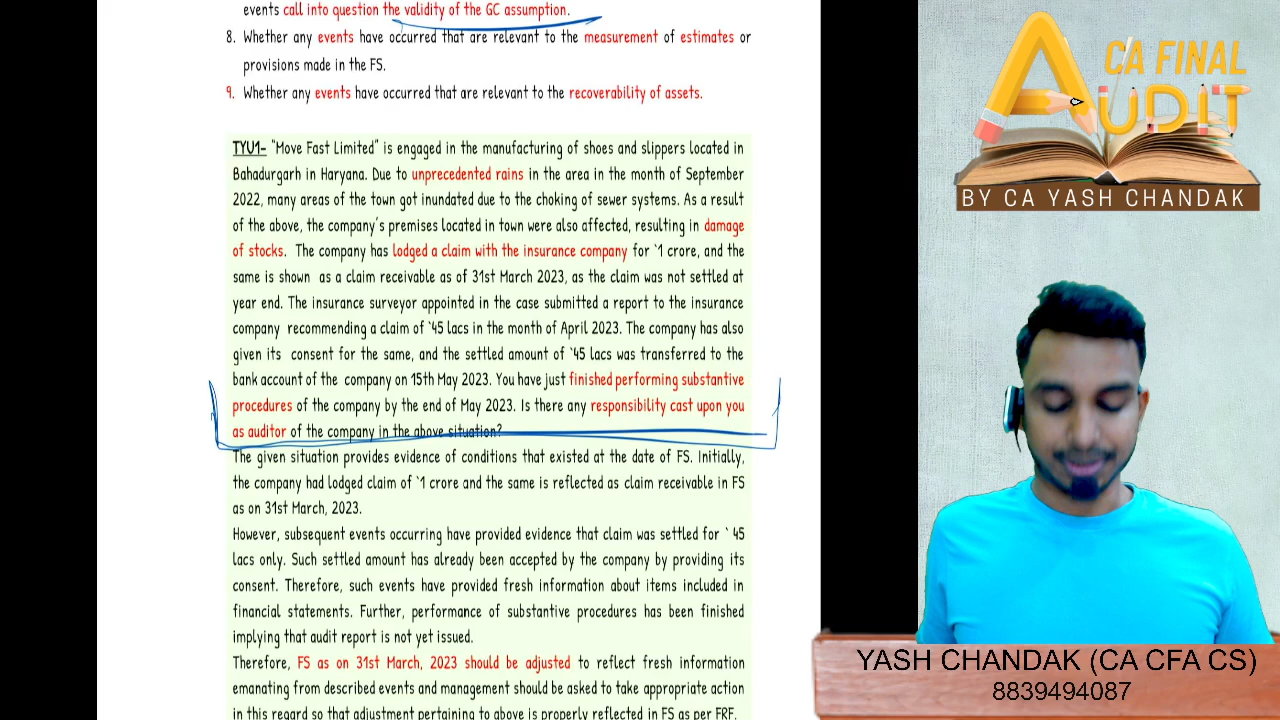 events call into question the validity of the GC assumption.
8. Whether any events have occurred that are relevant to the measurement of estimates or
provisions made in the FS.
9. Whether any events have occurred that are relevant to the recoverability of assets.
TYU1- "Move Fast Limited" is engaged in the manufacturing of shoes and slippers located in
Bahadurgarh in Haryana. Due to unprecedented rains in the area in the month of September
2022, many areas of the town got inundated due to the choking of sewer systems. As a result
of the above, the company's premises located in town were also affected, resulting in damage
of stocks. The company has lodged a claim with the insurance company for `1 crore, and the
same is shown as a claim receivable as of 31st March 2023, as the claim was not settled at
year end. The insurance surveyor appointed in the case submitted a report to the insurance
company recommending a claim of `45 lacs in the month of April 2023. The company has also
given its consent for the same, and the settled amount of `45 lacs was transferred to the
bank account of the company on 15th May 2023. You have just finished performing substantive
procedures of the company by the end of May 2023. Is there any responsibility cast upon you
as auditor of the company in the above situation?
The given situation provides evidence of conditions that existed at the date of FS. Initially,
the company had lodged claim of `1 crore and the same is reflected as claim receivable in FS
as on 31st March, 2023.
However, subsequent events occurring have provided evidence that claim was settled for ` 45
lacs only. Such settled amount has already been accepted by the company by providing its
consent. Therefore, such events have provided fresh information about items included in
financial statements. Further, performance of substantive procedures has been finished
implying that audit report is not yet issued.
Therefore, FS as on 31st March, 2023 should be adjusted to reflect fresh information
emanating from described events and management should be asked to take appropriate action
in this regard so that adjustment pertaining to above is properly reflected in FS as per FRF.
CA FINAL
AUDIT
BY CA YASH CHANDAK
YASH CHANDAK (CA CFA CS)
8839494087